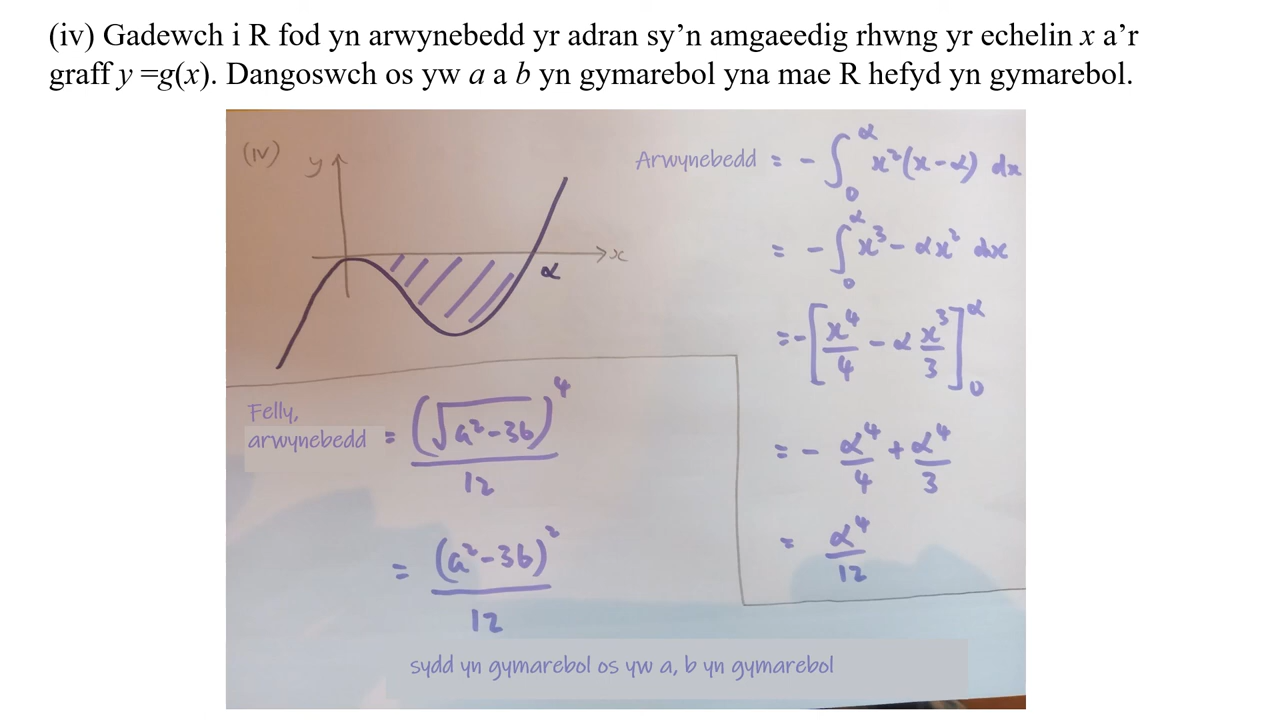 (iv) Gadewch i R fod yn arwynebedd yr adran sy’n amgaeedig rhwng yr echelin x a’r
graff y =g(x). Dangoswch os yw a a b yn gymarebol yna mae R hefyd yn gymarebol.
(iv)
y
x
α
Arwynebedd = - ∫₀^α x²(x-α) dx
= - ∫₀^α x³ - αx² dx
= - [x⁴/4 - α x³/3]₀^α
= - α⁴/4 + α⁴/3
= α⁴/12
Felly,
arwynebedd = (√(a²-3b))⁴/12
= (a²-3b)²/12
sydd yn gymarebol os yw a, b yn gymarebol